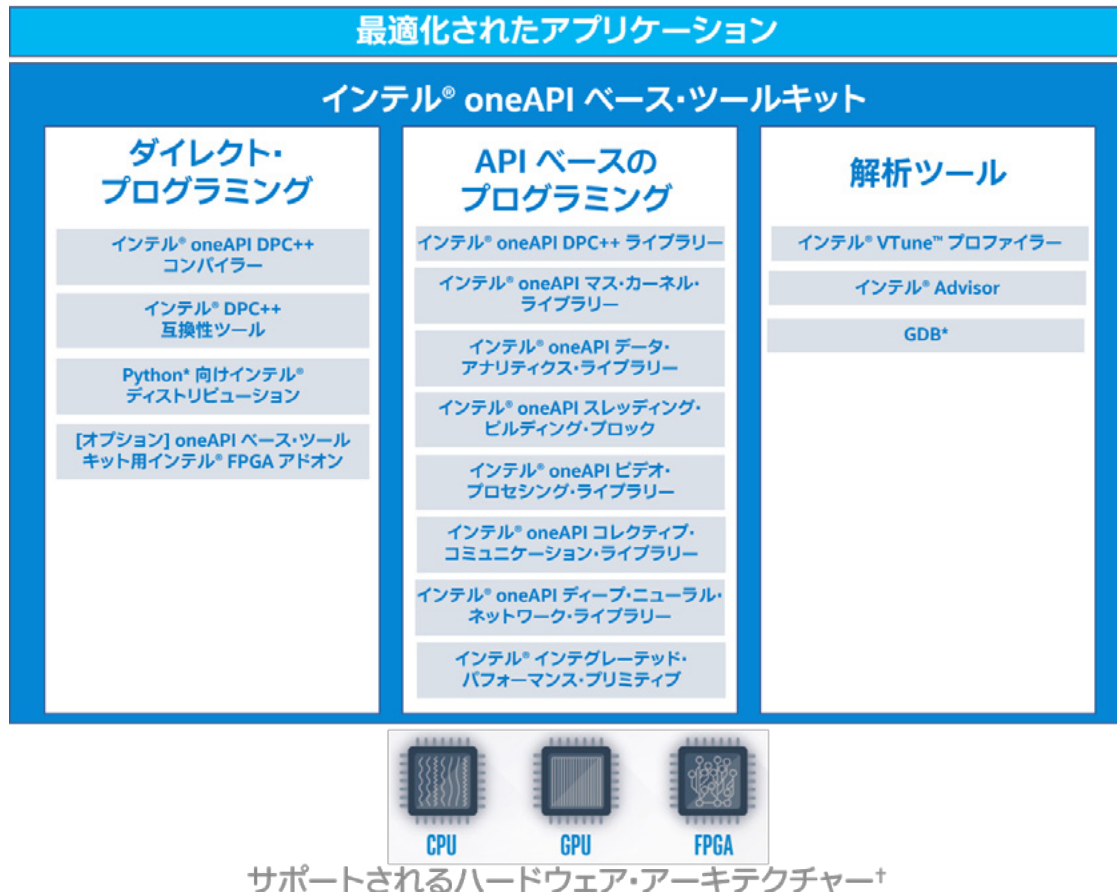 最適化されたアプリケーション
インテル® oneAPI ベース・ツールキット
ダイレクト・
プログラミング
インテル® oneAPI DPC++
コンパイラー
インテル® DPC++
互換性ツール
Python* 向けインテル®
ディストリビューション
[オプション] oneAPI ベース・ツール
キット用インテル® FPGA アドオン
API ベースの
プログラミング
インテル® oneAPI DPC++ ライブラリー
インテル® oneAPI マス・カーネル・
ライブラリー
インテル® oneAPI データ・
アナリティクス・ライブラリー
インテル® oneAPI スレッディング・
ビルディング・ブロック
インテル® oneAPI ビデオ・
プロセシング・ライブラリー
インテル® oneAPI コレクティブ・
コミュニケーション・ライブラリー
インテル® oneAPI ディープ・ニューラル・
ネットワーク・ライブラリー
インテル® インテグレーテッド・
パフォーマンス・プリミティブ
解析ツール
インテル® VTune™ プロファイラー
インテル® Advisor
GDB*
CPU
GPU
FPGA
サポートされるハードウェア・アーキテクチャー†